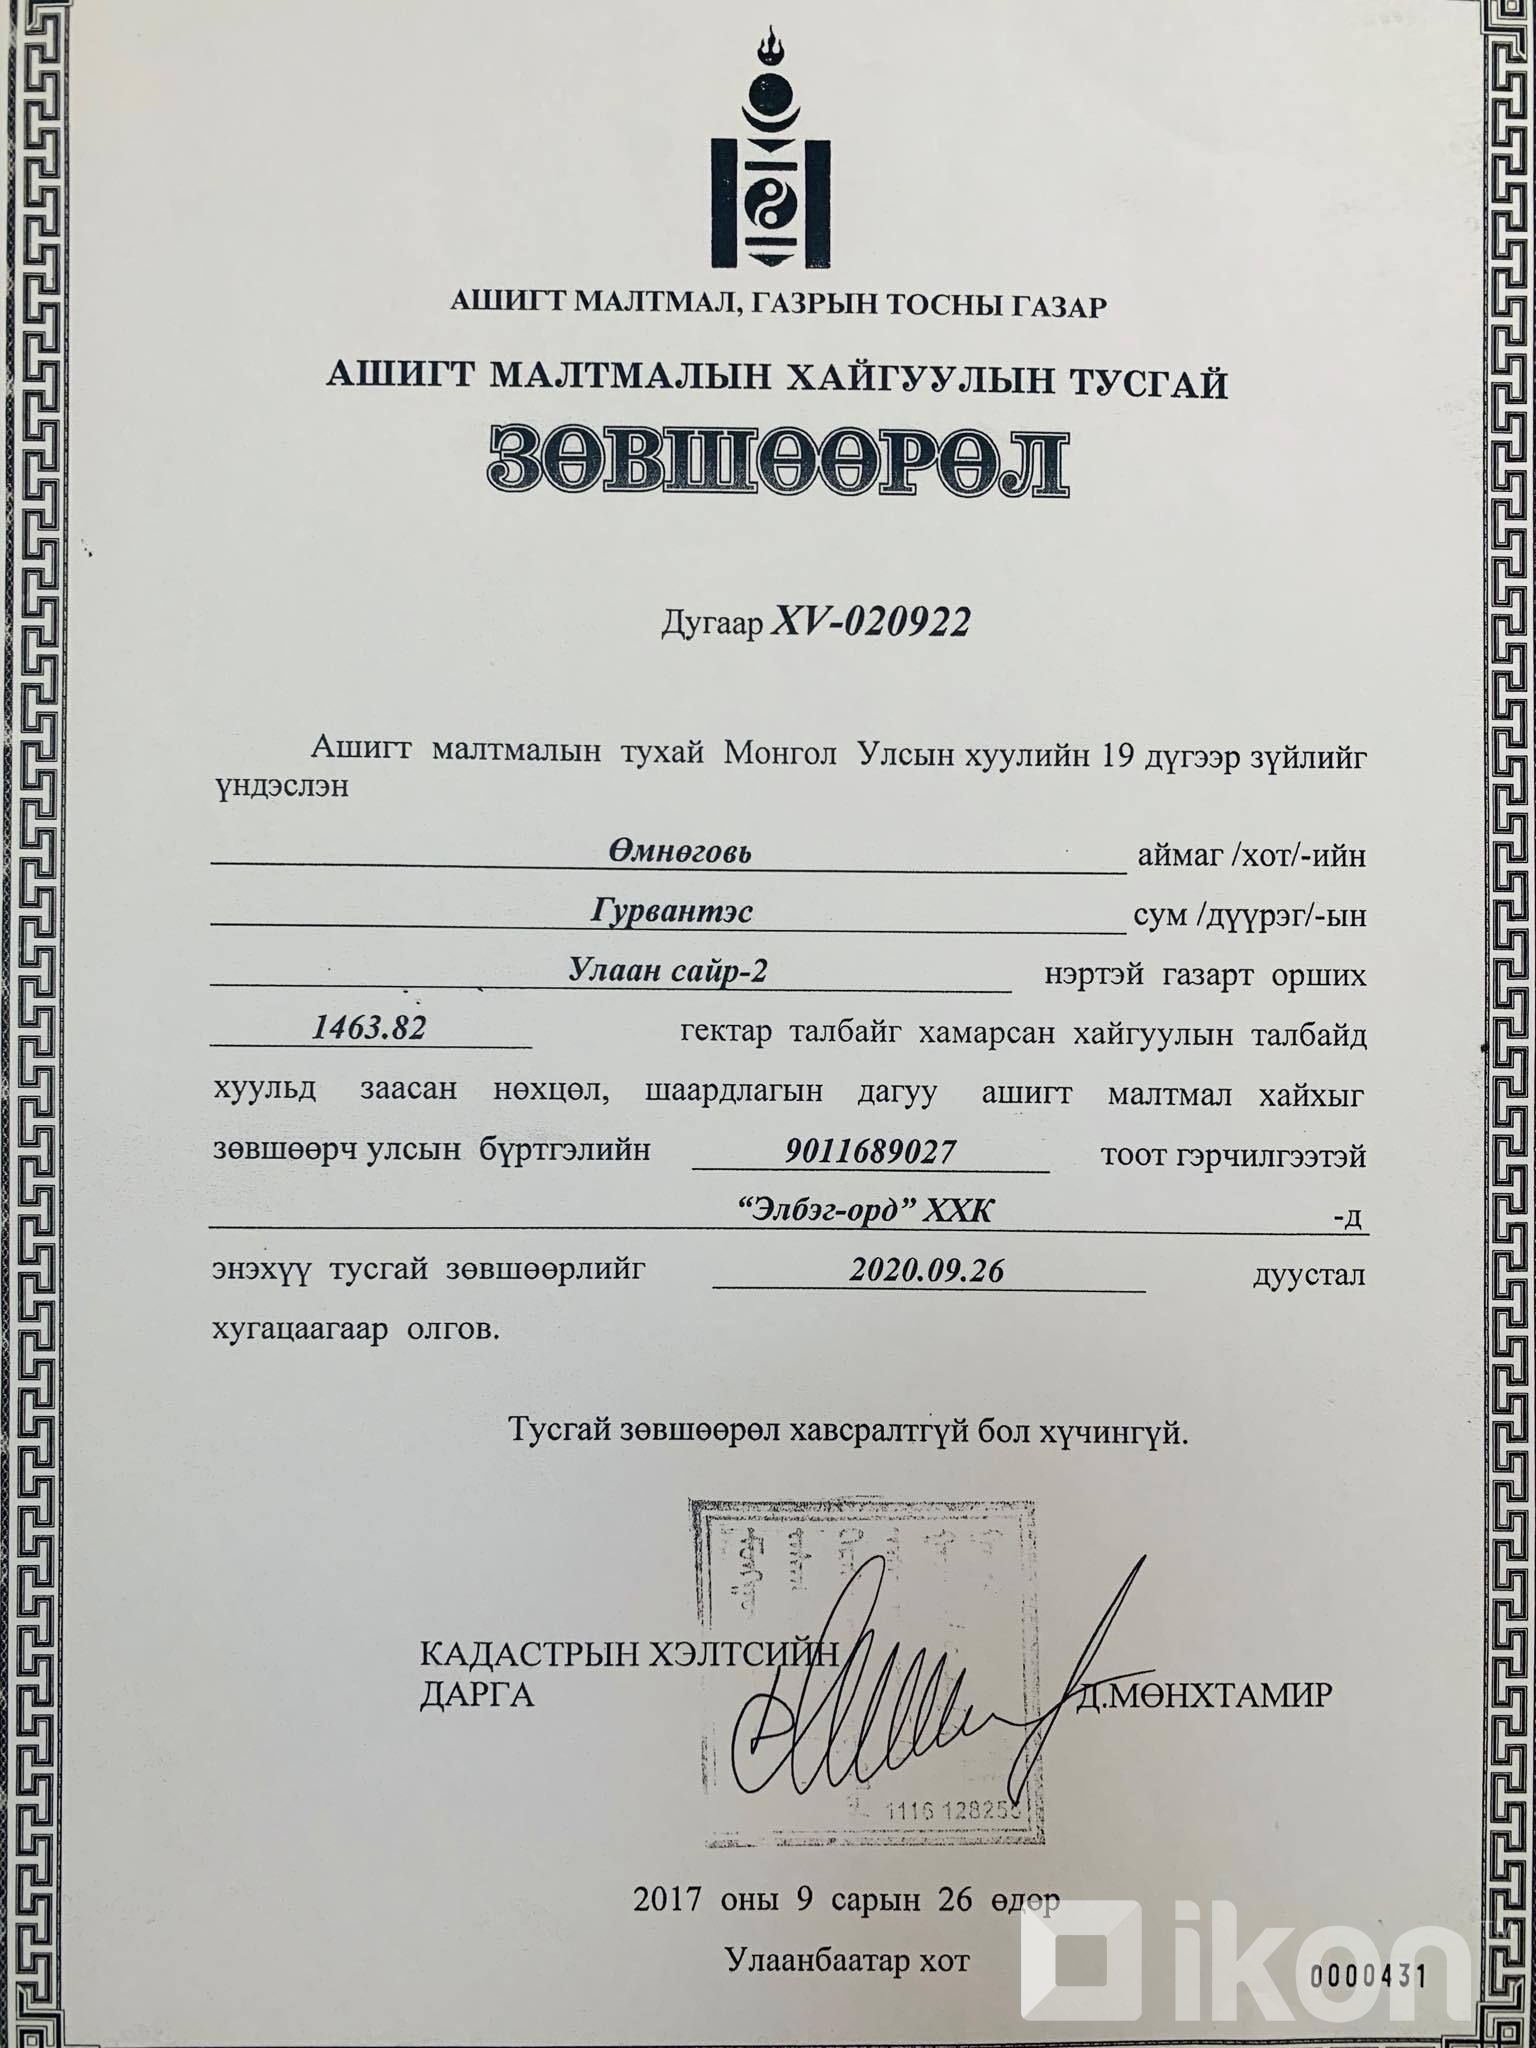 АШИГТ МАЛТМАЛ, ГАЗРЫН ТОСНЫ ГАЗАР
АШИГТ МАЛТМАЛЫН ХАЙГУУЛЫН ТУСГАЙ
ЗӨВШӨӨРӨЛ
Дугаар XV-020922
Ашигт малтмалын тухай Монгол Улсын хуулийн 19 дүгээр зүйлийг
үндэслэн
Өмнөговь аймаг /хот/-ийн
Гурвантэс сум /дүүрэг/-ын
Улаан сайр-2 нэртэй газарт орших
1463.82 гектар талбайг хамарсан хайгуулын талбайд
хуульд заасан нөхцөл, шаардлагын дагуу ашигт малтмал хайхыг
зөвшөөрч улсын бүртгэлийн 9011689027 тоот гэрчилгээтэй
“Элбэг-орд” ХХК -д
энэхүү тусгай зөвшөөрлийг 2020.09.26 дуустал
хугацаагаар олгов.
Тусгай зөвшөөрөл хавсралтгүй бол хүчингүй.
КАДАСТРЫН ХЭЛТСИЙН
ДАРГА Д.МӨНХТАМИР
1116 128255
2017 оны 9 сарын 26 өдөр
Улаанбаатар хот
ikon
0000431